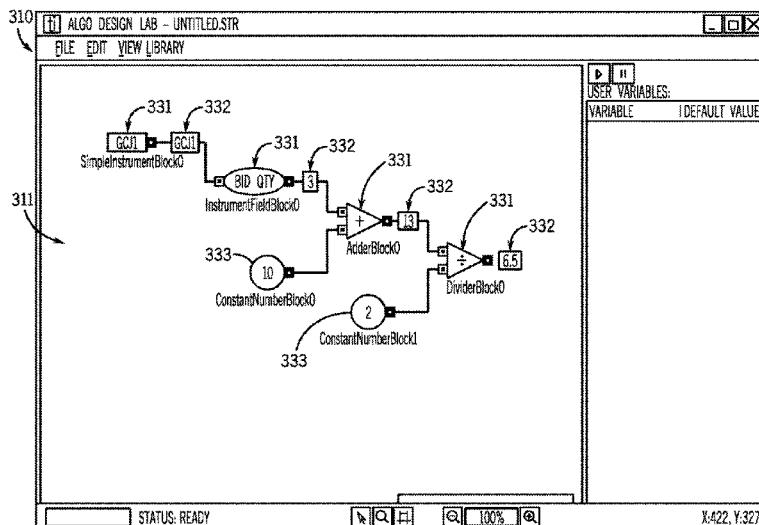 310
ALGO DESIGN LAB - UNTITLED.STR
FILE EDIT VIEW LIBRARY
USER VARIABLES:
VARIABLE DEFAULT VALUE
331 332
GCJ1 GCJ1
SimpleInstrumentBlock0
331
332
BID QTY 3
InstrumentFieldBlock0
331
332
+ 13
AdderBlock0
331
332
÷ 6.5
DividerBlock0
311
333
10
ConstantNumberBlock0
2
ConstantNumberBlock1
333
STATUS: READY 100% X:422, Y:327